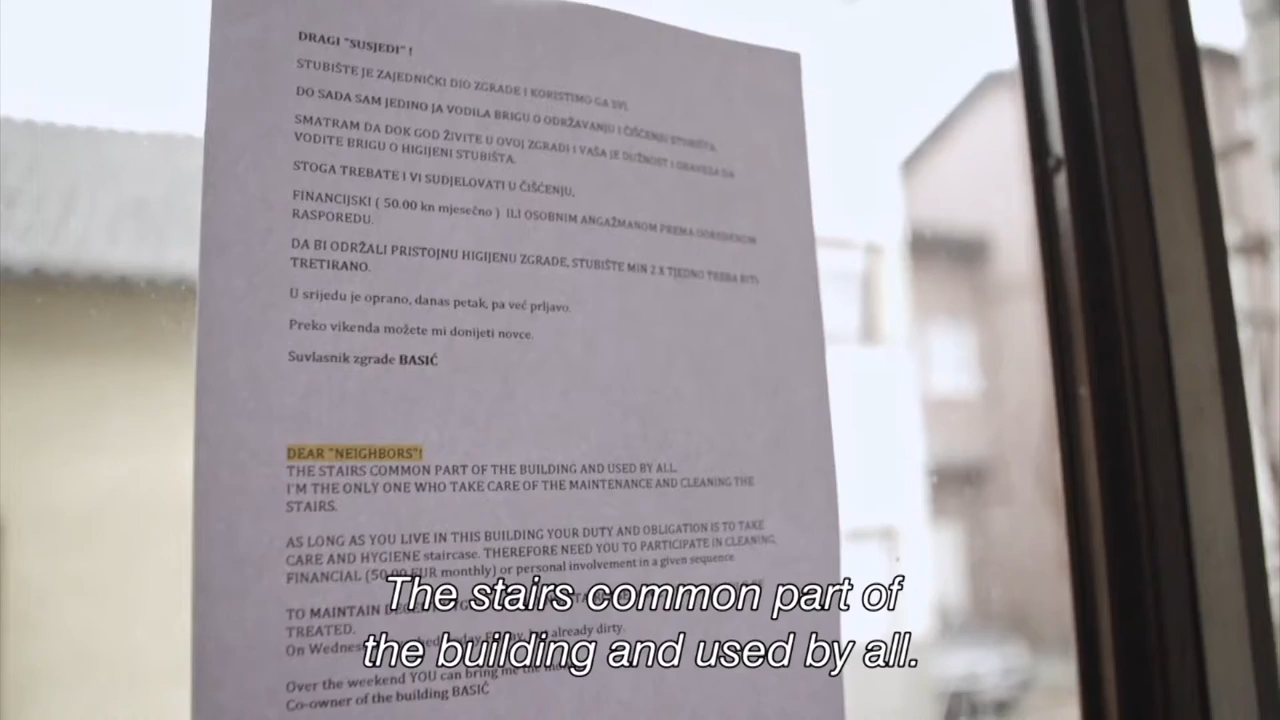 DRAGI "SUSJEDI" !
STUBIŠTE JE ZAJEDNIČKI DIO ZGRADE I KORISTIMO GA SVI.
DO SADA SAM JEDINO JA VODILA BRIGU O ODRŽAVANJU I ČIŠĆENJU STUBIŠTA.
SMATRAM DA DOK GOD ŽIVITE U OVOJ ZGRADI I VAŠA JE DUŽNOST I OBAVEZA DA
VODITE BRIGU O HIGIJENI STUBIŠTA.
STOGA TREBATE I VI SUDJELOVATI U ČIŠĆENJU,
FINANCIJSKI ( 50.00 kn mjesečno ) ILI OSOBNIM ANGAŽMANOM PREMA ODREĐENOM
RASPOREDU.
DA BI ODRŽALI PRISTOJNU HIGIJENU ZGRADE, STUBIŠTE MIN 2 X TJEDNO TREBA BITI
TRETIRANO.
U srijedu je oprano, danas petak, pa već prljavo.
Preko vikenda možete mi donijeti novce.
Suvlasnik zgrade BASIĆ
DEAR "NEIGHBORS"!
THE STAIRS COMMON PART OF THE BUILDING AND USED BY ALL.
I'M THE ONLY ONE WHO TAKE CARE OF THE MAINTENANCE AND CLEANING THE
STAIRS.
AS LONG AS YOU LIVE IN THIS BUILDING YOUR DUTY AND OBLIGATION IS TO TAKE
CARE AND HYGIENE staircase. THEREFORE NEED YOU TO PARTICIPATE IN CLEANING,
FINANCIAL (50.00 EUR monthly) or personal involvement in a given sequence
TO MAINTAIN
TREATED.
On already dirty.
Over the weekend YOU can bring me the
Co-owner of the building BASIĆ
The stairs common part of
the building and used by all.